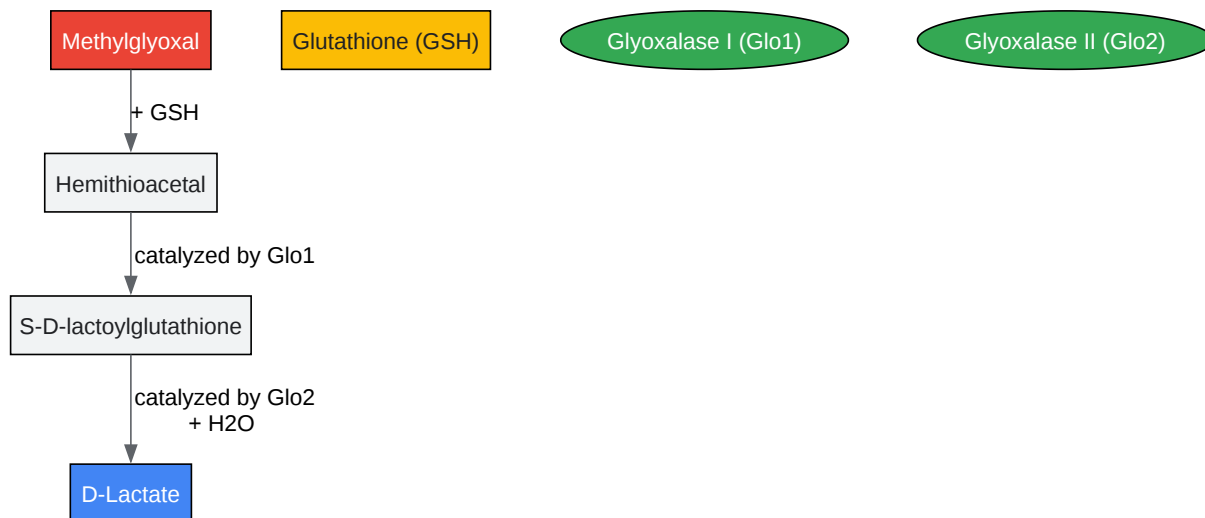 Methylglyoxal
Glutathione (GSH)
Glyoxalase I (Glo1)
Glyoxalase II (Glo2)
+ GSH
Hemithioacetal
catalyzed by Glo1
S-D-lactoylglutathione
catalyzed by Glo2
+ H2O
D-Lactate